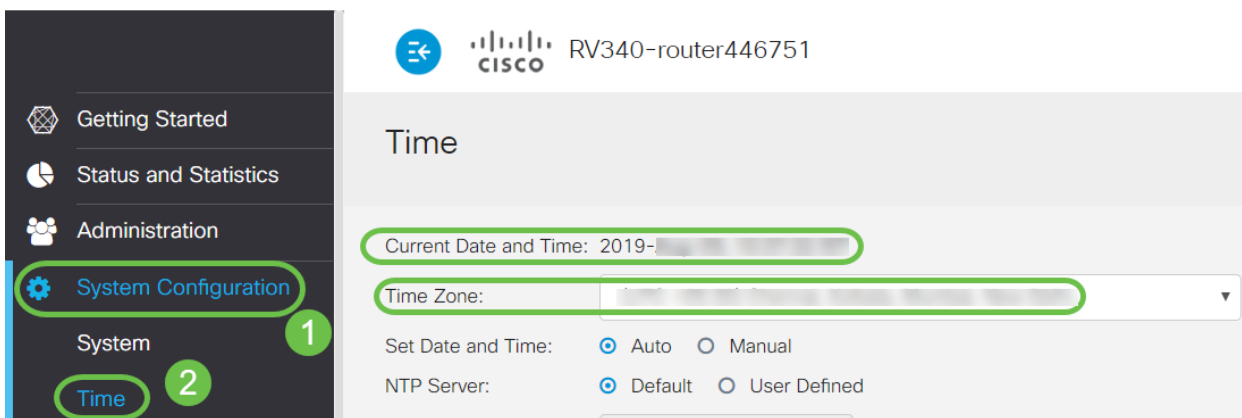 CISCO
RV340-router446751
Getting Started
Status and Statistics
Administration
System Configuration
1
System
Time
2
Time
Current Date and Time: 2019-
Time Zone:
Set Date and Time: Auto Manual
NTP Server: Default User Defined